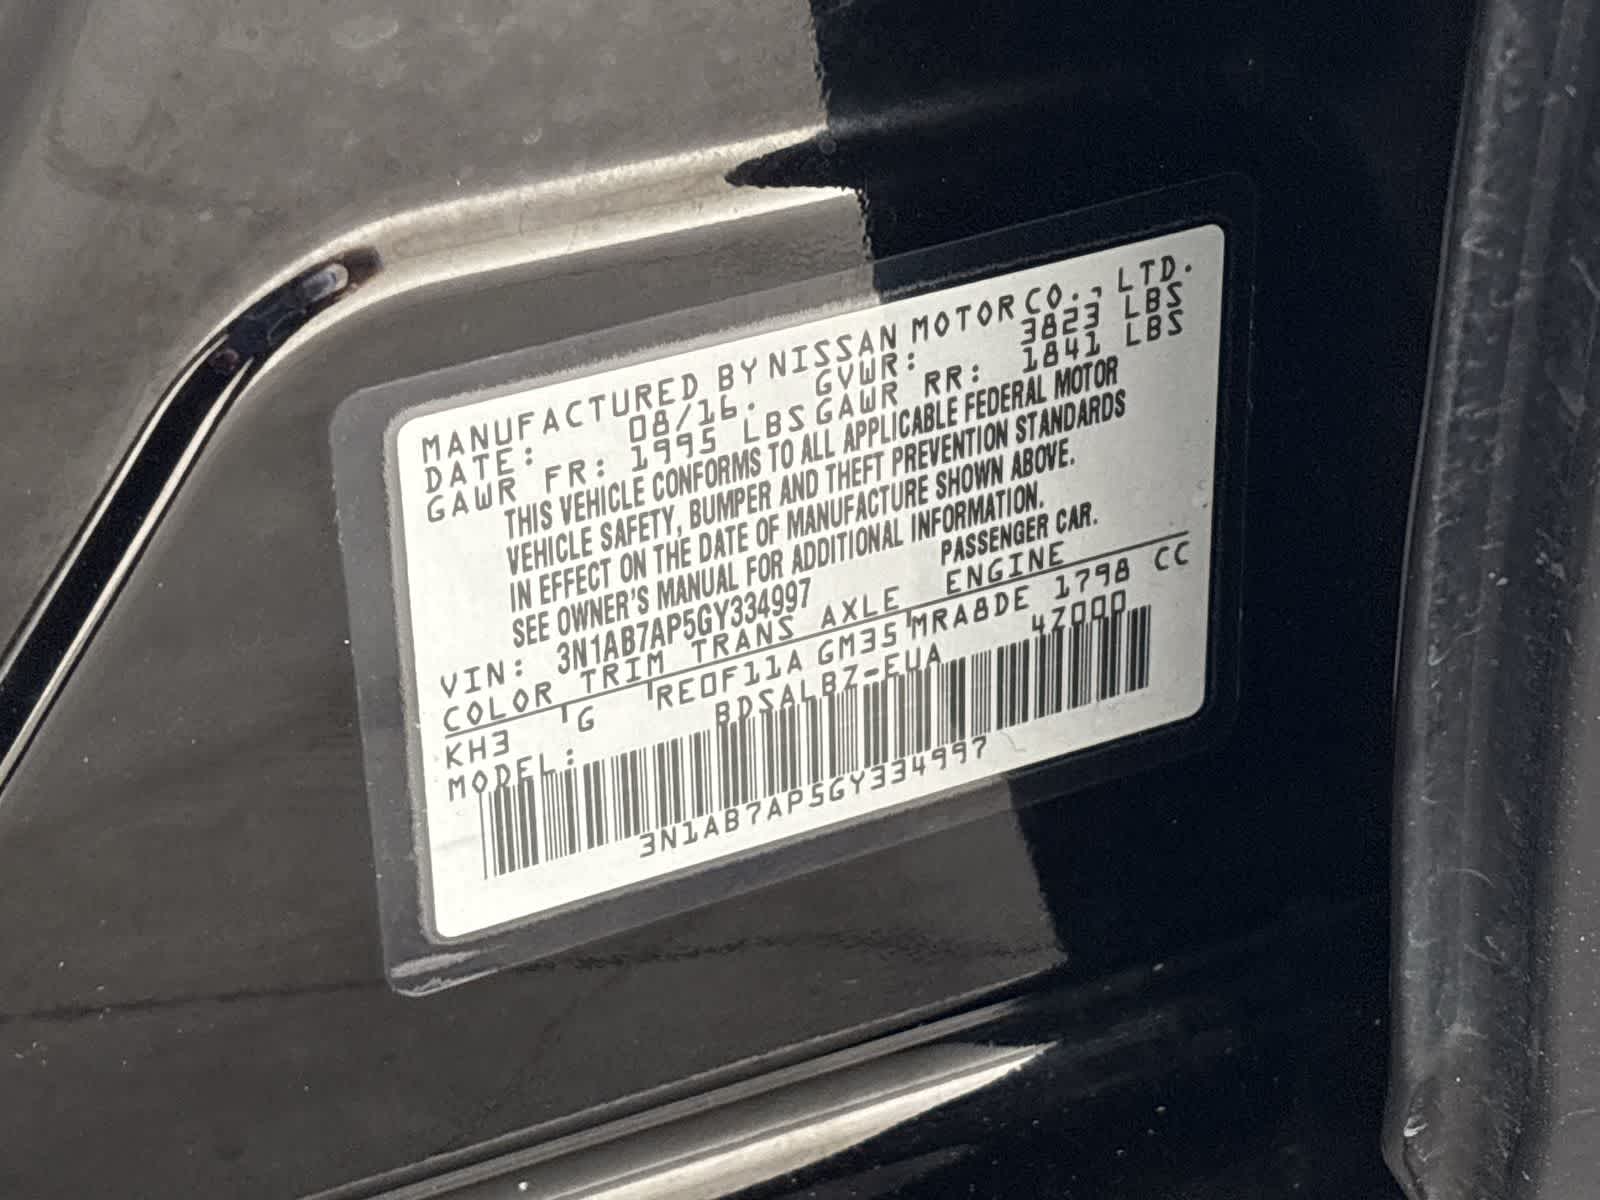 MANUFACTURED BY NISSAN MOTOR CO., LTD.
DATE: 08/16. GVWR: 3823 LBS
GAWR FR: 1995 LBS GAWR RR: 1841 LBS
THIS VEHICLE CONFORMS TO ALL APPLICABLE FEDERAL MOTOR
VEHICLE SAFETY, BUMPER AND THEFT PREVENTION STANDARDS
IN EFFECT ON THE DATE OF MANUFACTURE SHOWN ABOVE.
SEE OWNER'S MANUAL FOR ADDITIONAL INFORMATION.
VIN: 3N1AB7AP5GY334997 PASSENGER CAR.
COLOR TRIM TRANS AXLE ENGINE
KH3 G RE0F11A GM35 MRA8DE 1798 CC
MODEL: BDSALBZ-EUA 4Z000
3N1AB7AP5GY334997